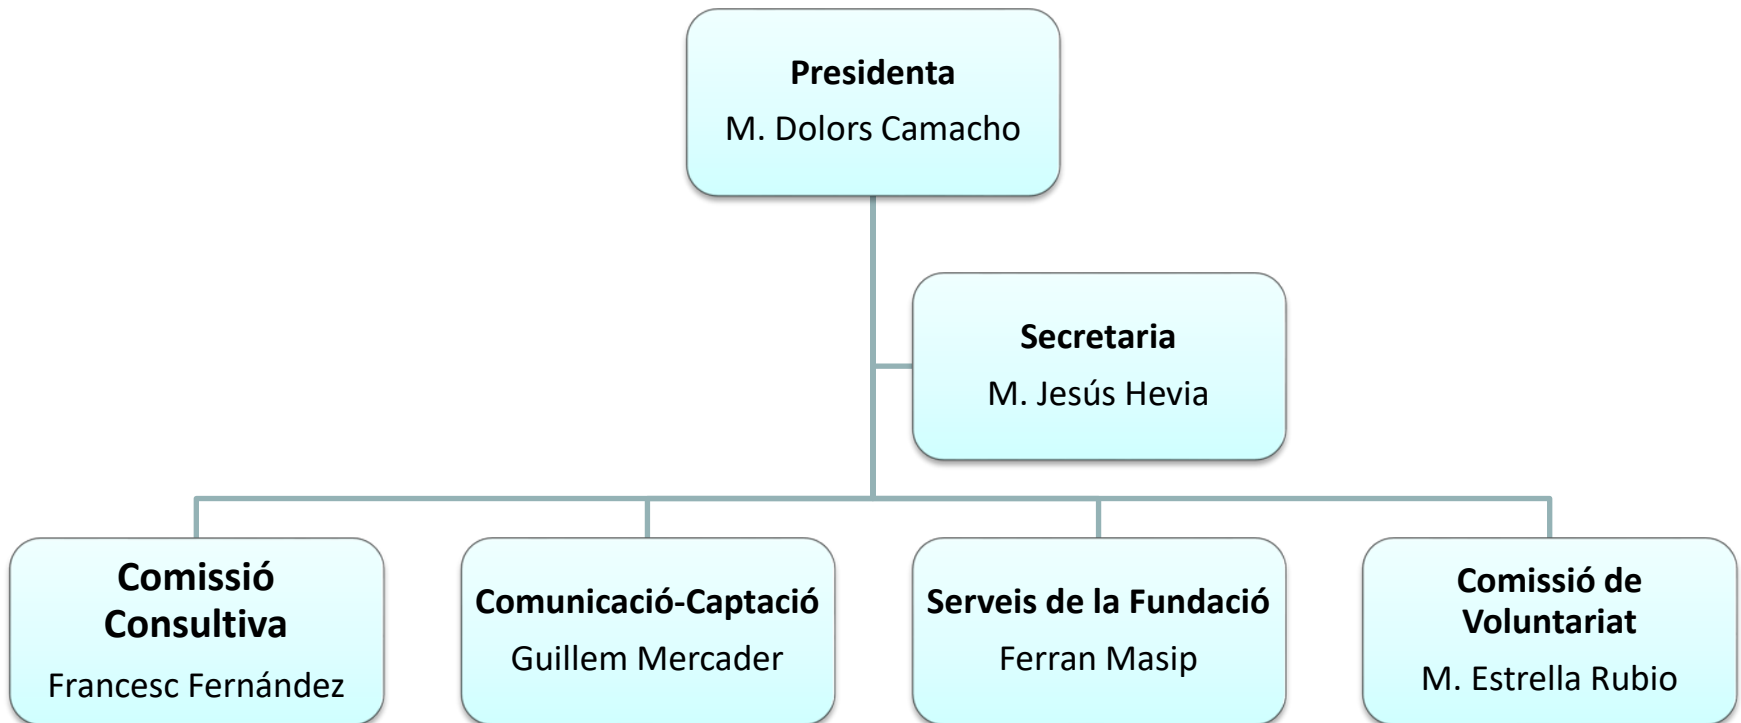 Presidenta
M. Dolors Camacho
Secretaria
M. Jesús Hevia
Comissió
Consultiva
Francesc Fernández
Comunicació-Captació
Guillem Mercader
Serveis de la Fundació
Ferran Masip
Comissió de
Voluntariat
M. Estrella Rubio